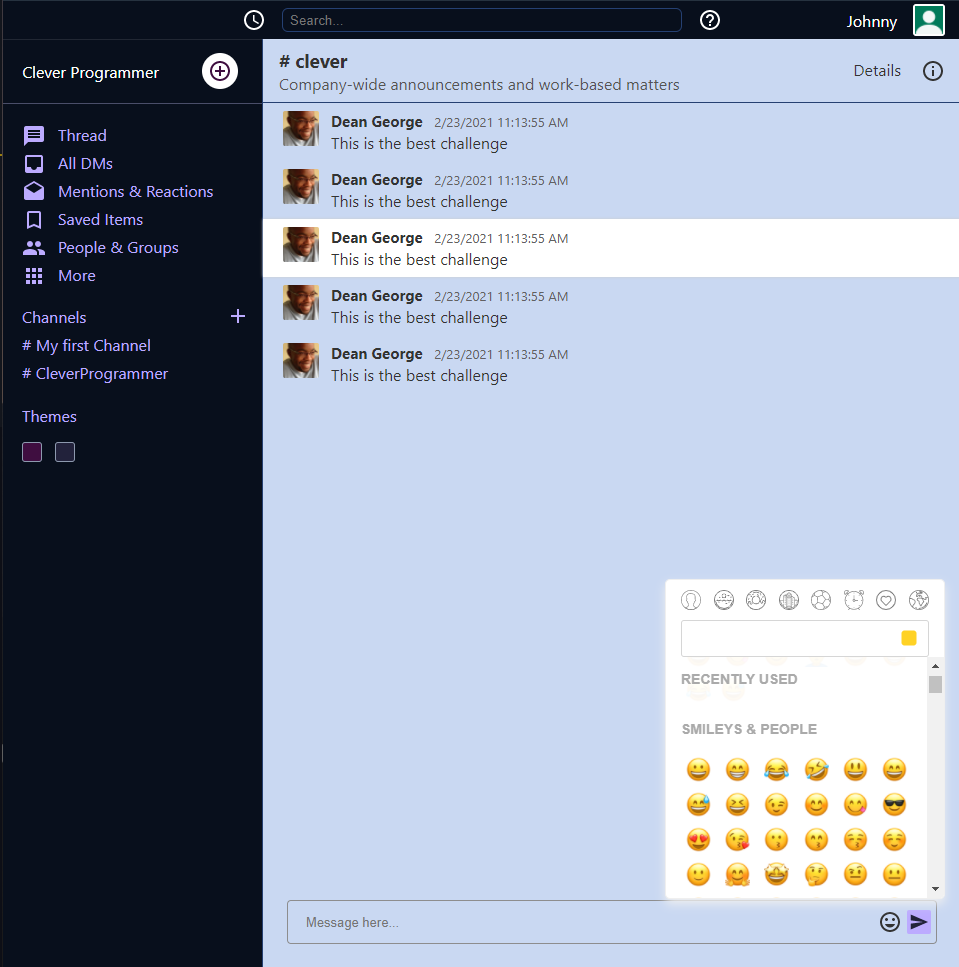 Search...
Johnny
Clever Programmer
Thread
All DMs
Mentions & Reactions
Saved Items
People & Groups
More
Channels
# My first Channel
# CleverProgrammer
Themes
# clever
Company-wide announcements and work-based matters
Details
Dean George 2/23/2021 11:13:55 AM
This is the best challenge
Dean George 2/23/2021 11:13:55 AM
This is the best challenge
Dean George 2/23/2021 11:13:55 AM
This is the best challenge
Dean George 2/23/2021 11:13:55 AM
This is the best challenge
Dean George 2/23/2021 11:13:55 AM
This is the best challenge
RECENTLY USED
SMILEYS & PEOPLE
Message here...